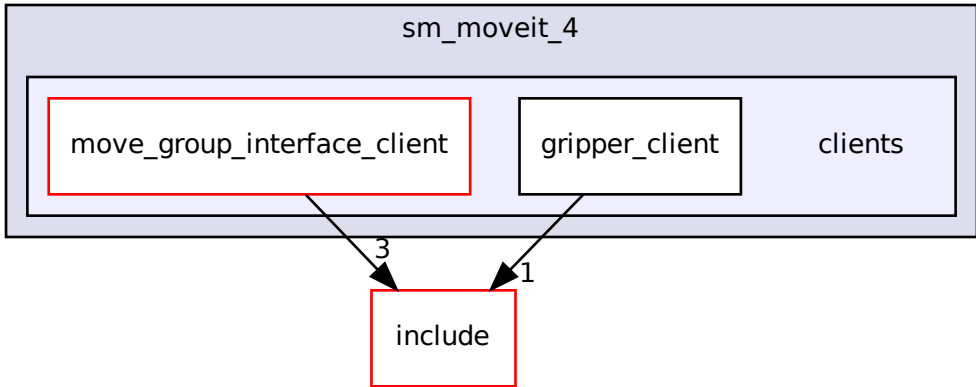 sm_moveit_4
move_group_interface_client
gripper_client
clients
3
1
include